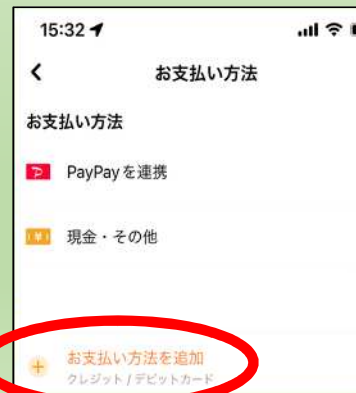 15:32
お支払い方法
お支払い方法
PayPayを連携
現金・その他
お支払い方法を追加
クレジット / デビットカード